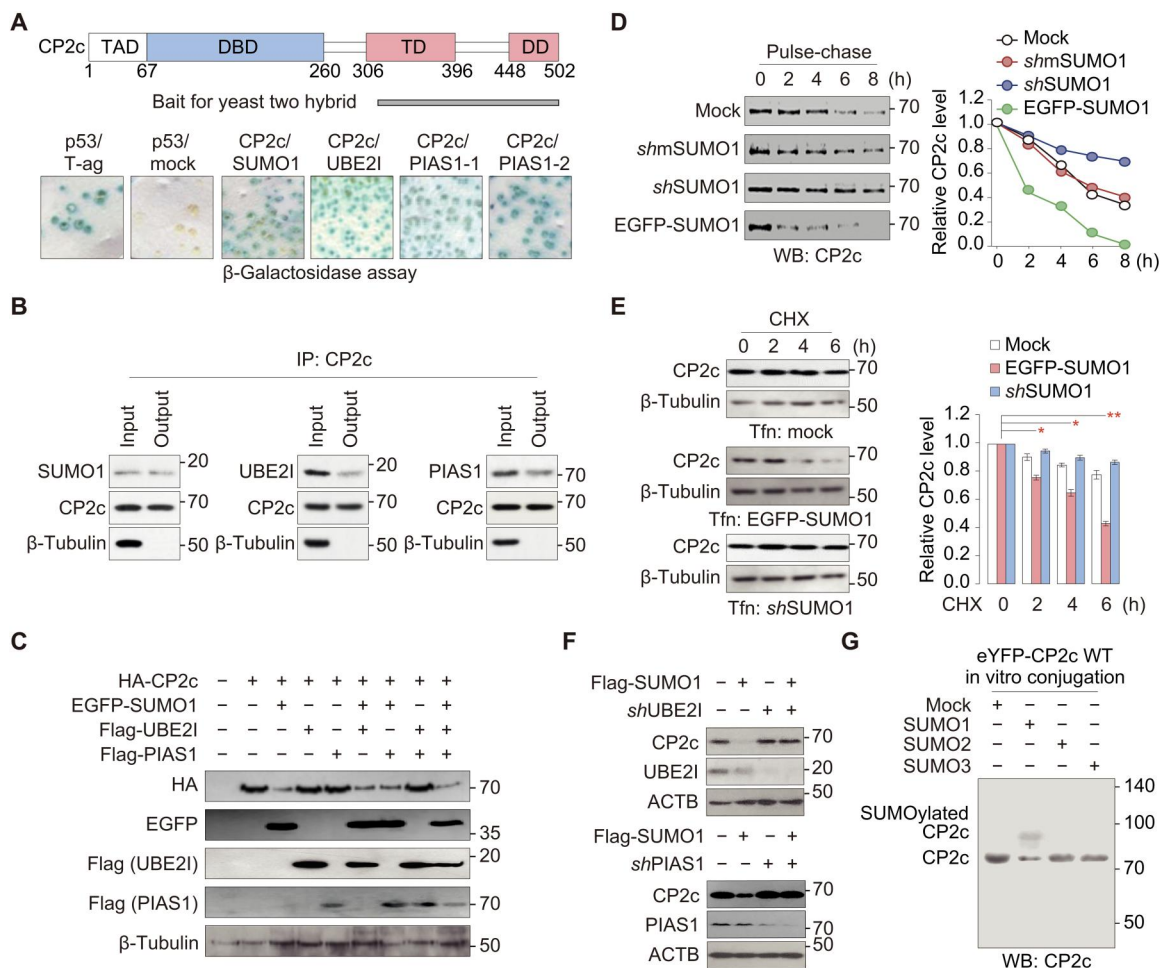 A
CP2c
TAD
DBD
TD
DD
1
67
260
306
396
448
502
Bait for yeast two hybrid
p53/
T-ag
p53/
mock
CP2c/
SUMO1
CP2c/
UBE2I
CP2c/
PIAS1-1
CP2c/
PIAS1-2
β-Galactosidase assay
B
IP: CP2c
Input
Output
SUMO1
20
CP2c
70
β-Tubulin
50
Input
Output
UBE2I
20
CP2c
70
β-Tubulin
50
Input
Output
PIAS1
70
CP2c
70
β-Tubulin
50
C
HA-CP2c – + + + + + + + +
EGFP-SUMO1 – – + – – + + – +
Flag-UBE2I – – – + – + – + +
Flag-PIAS1 – – – – + – + + +
HA
70
EGFP
35
Flag (UBE2I)
20
Flag (PIAS1)
70
β-Tubulin
50
D
Pulse-chase
0 2 4 6 8 (h)
Mock
70
shmSUMO1
70
shSUMO1
70
EGFP-SUMO1
70
WB: CP2c
Mock
shmSUMO1
shSUMO1
EGFP-SUMO1
Relative CP2c level
1.2
1.0
0.8
0.6
0.4
0.2
0.0
0 2 4 6 8 (h)
E
CHX
0 2 4 6 (h)
CP2c
70
β-Tubulin
50
Tfn: mock
CP2c
70
β-Tubulin
50
Tfn: EGFP-SUMO1
CP2c
70
β-Tubulin
50
Tfn: shSUMO1
Mock
EGFP-SUMO1
shSUMO1
Relative CP2c level
1.2
1.0
0.8
0.6
0.4
0.2
0.0
* * **
CHX 0 2 4 6 (h)
F
Flag-SUMO1 – + – +
shUBE2I – – + +
CP2c
70
UBE2I
20
ACTB
50
Flag-SUMO1 – + – +
shPIAS1 – – + +
CP2c
70
PIAS1
70
ACTB
50
G
eYFP-CP2c WT
in vitro conjugation
Mock +
SUMO1 +
SUMO2 +
SUMO3 +
140
SUMOylated
CP2c
100
CP2c
70
50
WB: CP2c